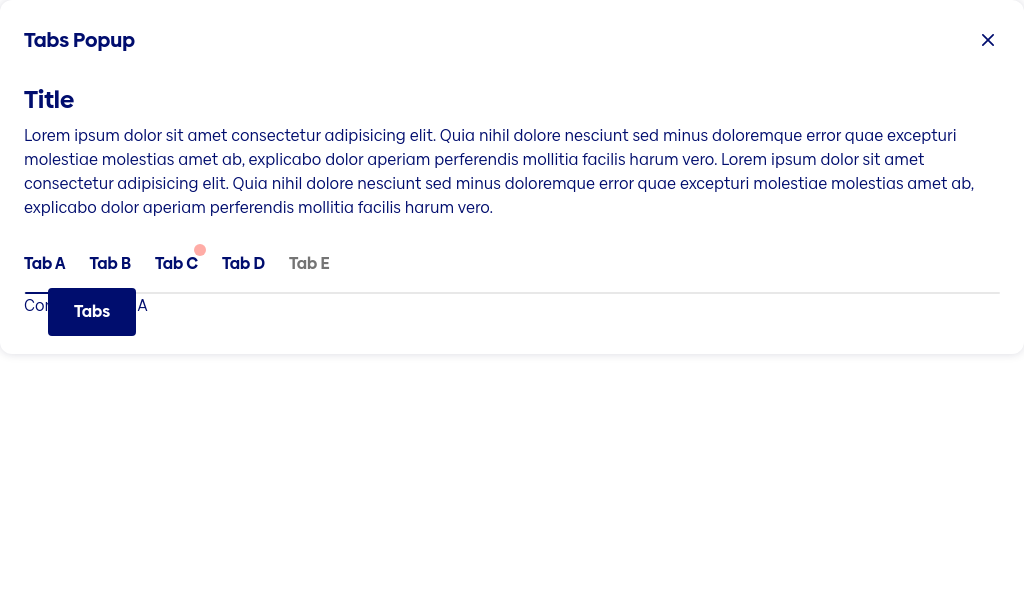 Tabs Popup
Title
Lorem ipsum dolor sit amet consectetur adipisicing elit. Quia nihil dolore nesciunt sed minus doloremque error quae excepturi
molestiae molestias amet ab, explicabo dolor aperiam perferendis mollitia facilis harum vero. Lorem ipsum dolor sit amet
consectetur adipisicing elit. Quia nihil dolore nesciunt sed minus doloremque error quae excepturi molestiae molestias amet ab,
explicabo dolor aperiam perferendis mollitia facilis harum vero.
Tab A Tab B Tab C Tab D Tab E
A
Tabs